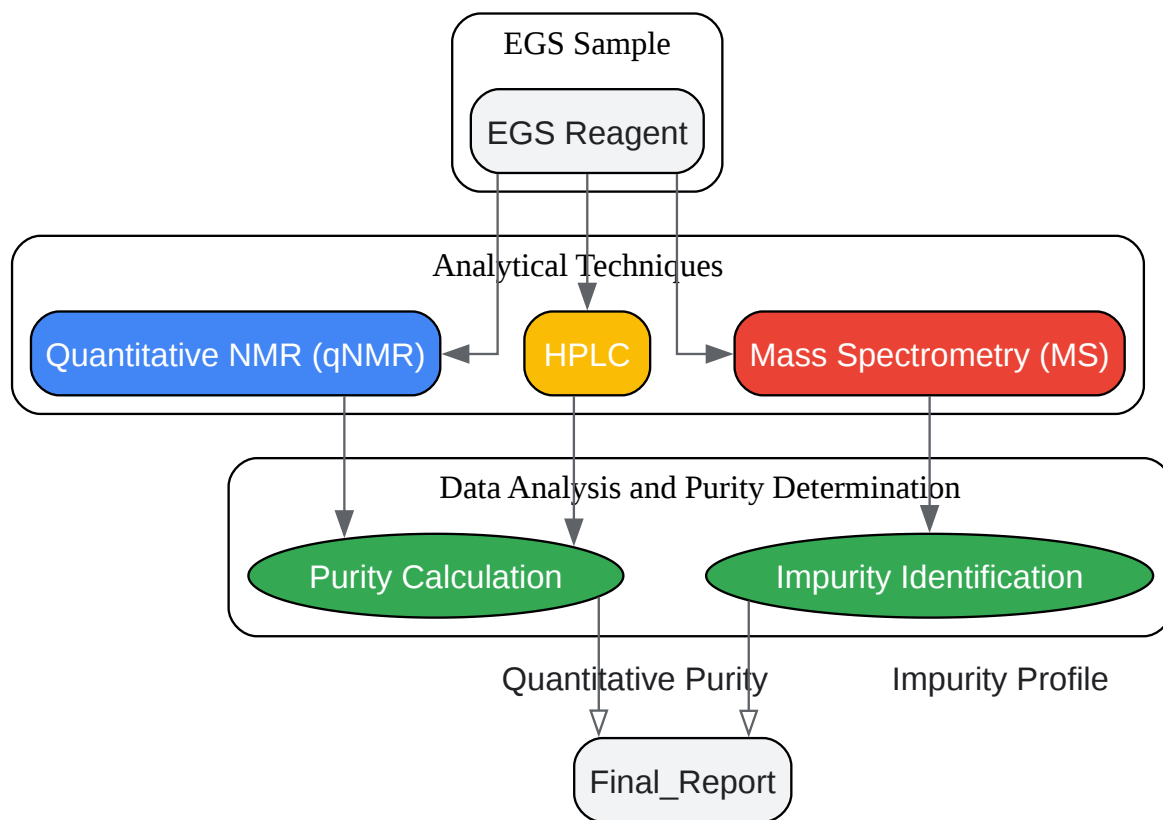 EGS Sample
EGS Reagent
Analytical Techniques
Quantitative NMR (qNMR)
HPLC
Mass Spectrometry (MS)
Data Analysis and Purity Determination
Purity Calculation
Impurity Identification
Quantitative Purity
Impurity Profile
Final_Report